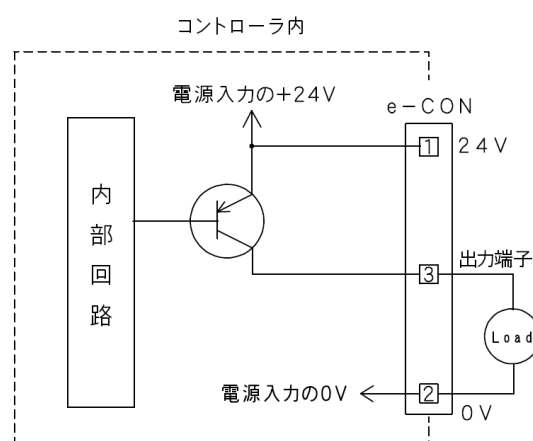 コントローラ内
電源入力の+24V
e-CON
1
24V
内部回路
3
出力端子
Load
電源入力の0V
2
0V